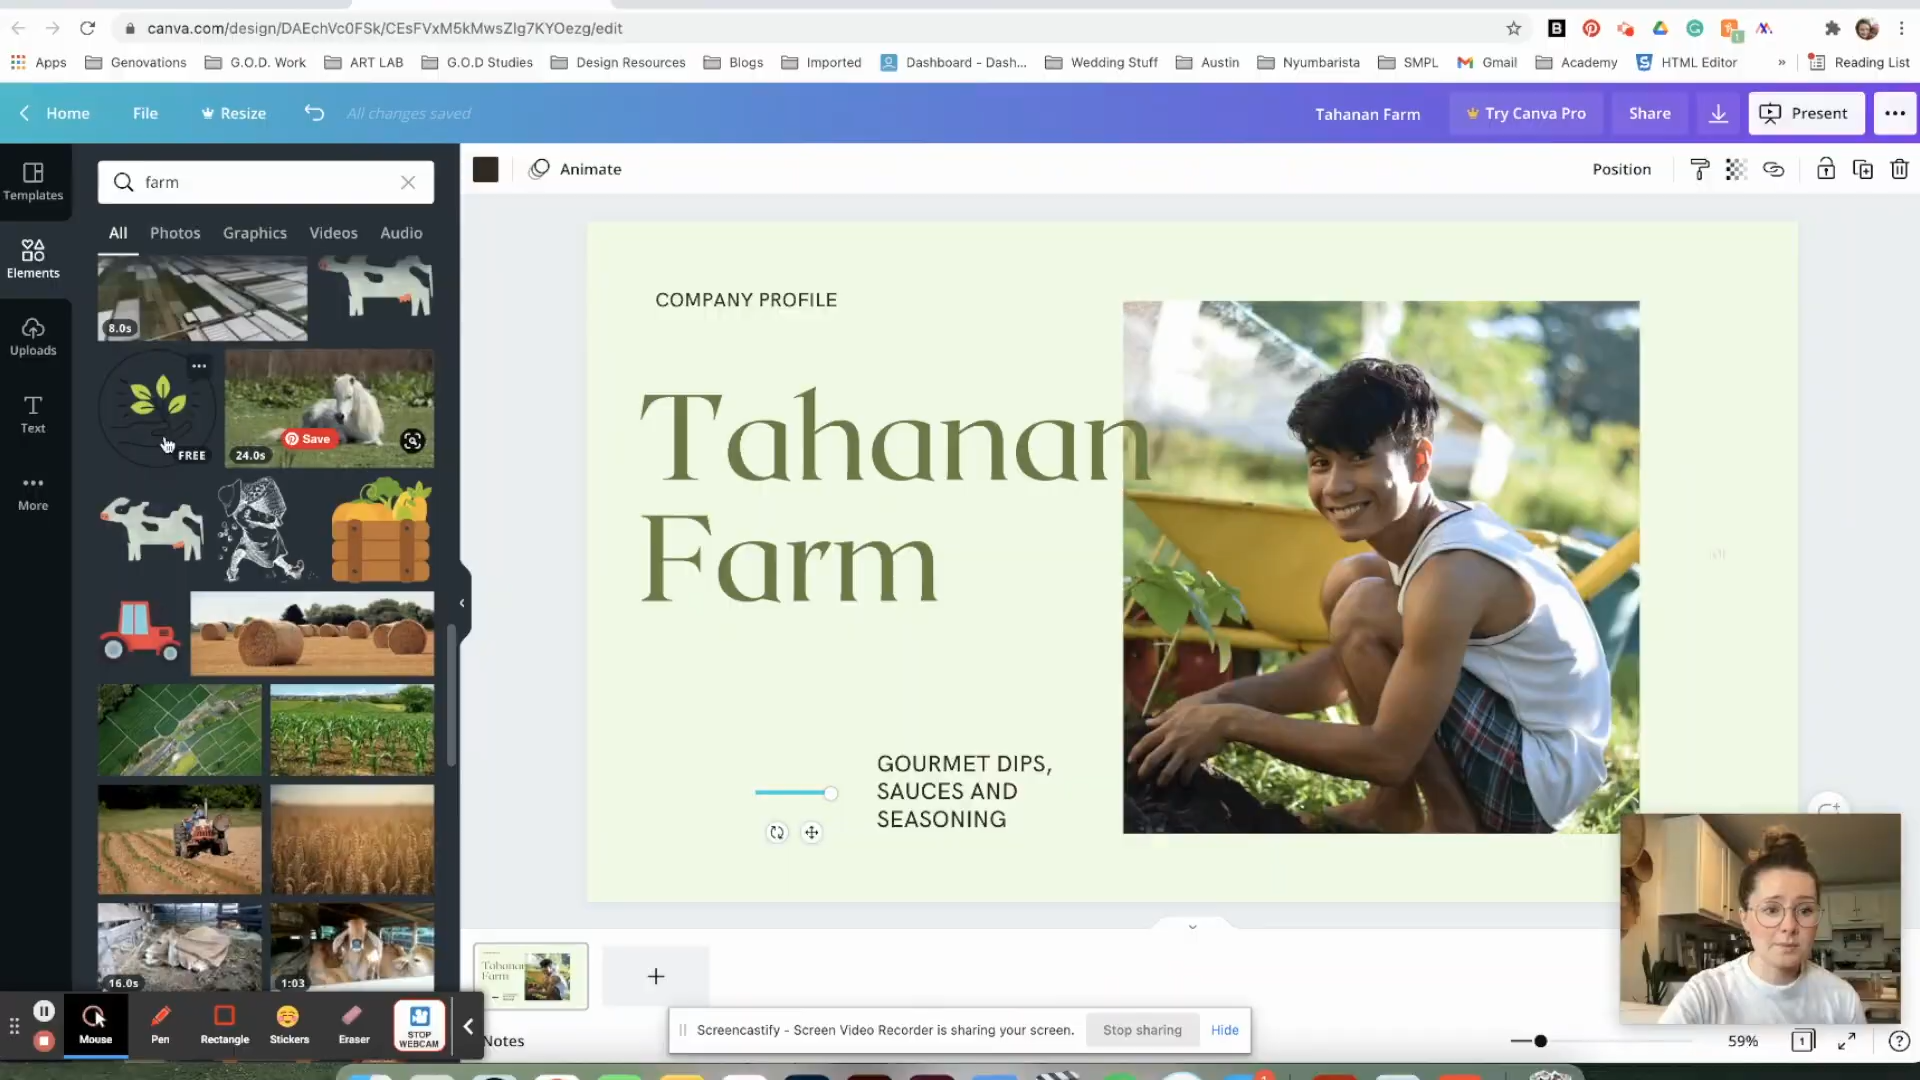 canva.com/design/DAEchVc0FSk/CEsFVxM5kMwsZlg7KYOezg/edit
Apps Genovations G.O.D. Work ART LAB G.O.D Studies Design Resources Blogs Imported Dashboard - Dash... Wedding Stuff Austin Nyumbarista SMPL Gmail Academy HTML Editor » Reading List
Home File Resize All changes saved Tahanan Farm Try Canva Pro Share Present
Templates
Elements
Uploads
Text
More
farm
All Photos Graphics Videos Audio
8.0s
FREE
24.0s
Save
16.0s
1:03
Animate
Position
COMPANY PROFILE
Tahanan
Farm
GOURMET DIPS,
SAUCES AND
SEASONING
Tahanan
Farm
+
Mouse Pen Rectangle Stickers Eraser STOP WEBCAM
Notes
Screencastify - Screen Video Recorder is sharing your screen. Stop sharing Hide
59% 1 ?